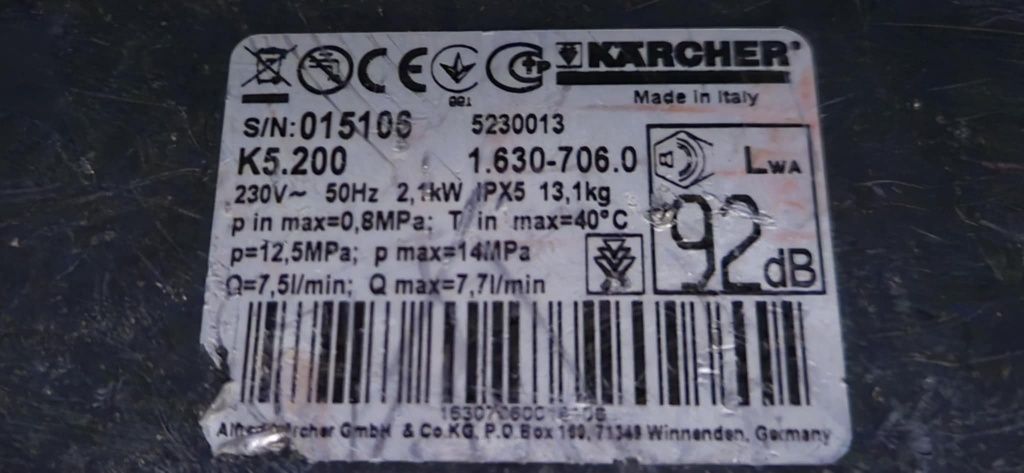 KÄRCHER
Made in Italy
S/N:015106 5230013
K5.200 1.630-706.0
230V~ 50Hz 2,1kW IPX5 13,1kg
p in max=0,8MPa; T in max=40°C
p=12,5MPa; p max=14MPa
Q=7,5l/min; Q max=7,7l/min
LWA
92dB
Alfred Kärcher GmbH & Co.KG, P.O.Box 160, 71349 Winnenden, Germany